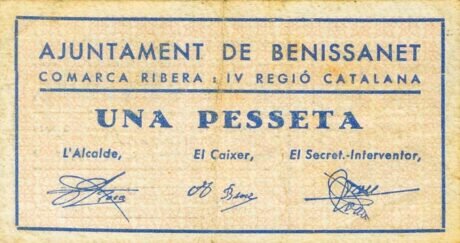 AJUNTAMENT DE BENISSANET
COMARCA RIBERA : IV REGIÓ CATALANA
UNA PESSETA
L'Alcalde, El Caixer, El Secret.-Interventor,